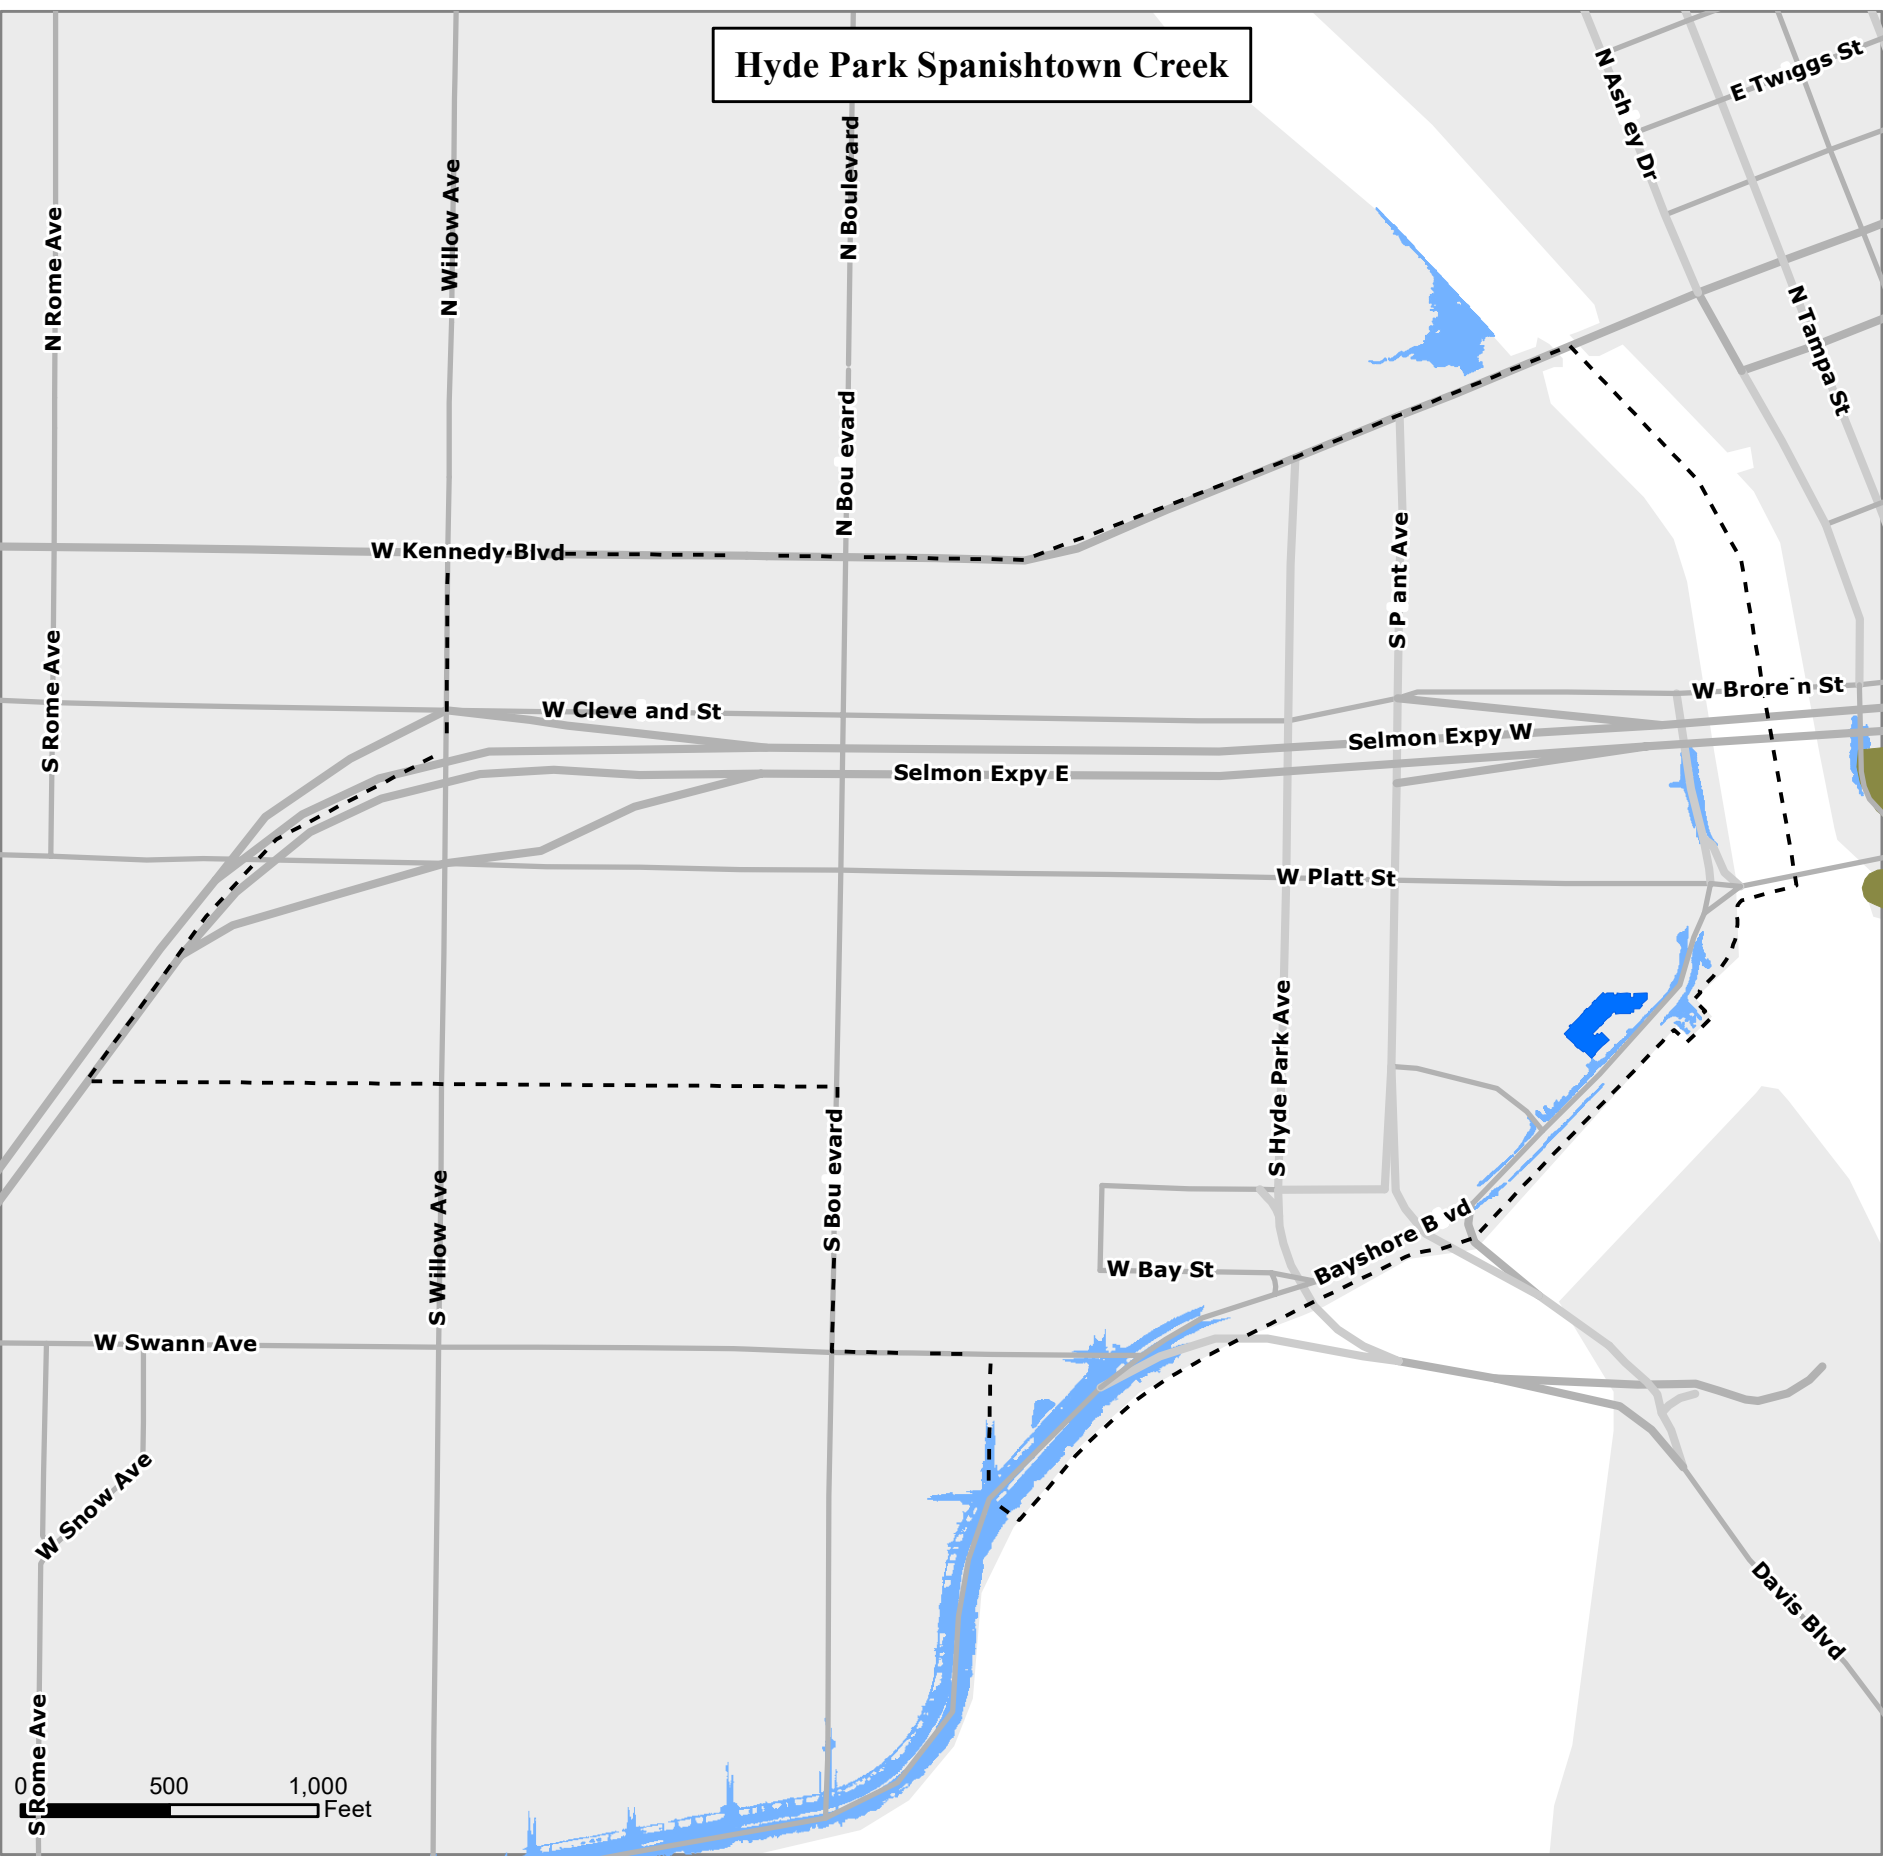 Hyde Park Spanishtown Creek
N Ash ey Dr
E Twiggs St
N Rome Ave
N Willow Ave
N Boulevard
N Tampa St
N Bou evard
W Kennedy Blvd
S P ant Ave
S Rome Ave
W Cleve and St
W Brore n St
Selmon Expy W
Selmon Expy E
W Platt St
S Hyde Park Ave
S Bou evard
S Willow Ave
Bayshore B vd
W Bay St
W Swann Ave
W Snow Ave
Davis Blvd
S Rome Ave
0 500 1,000
Feet